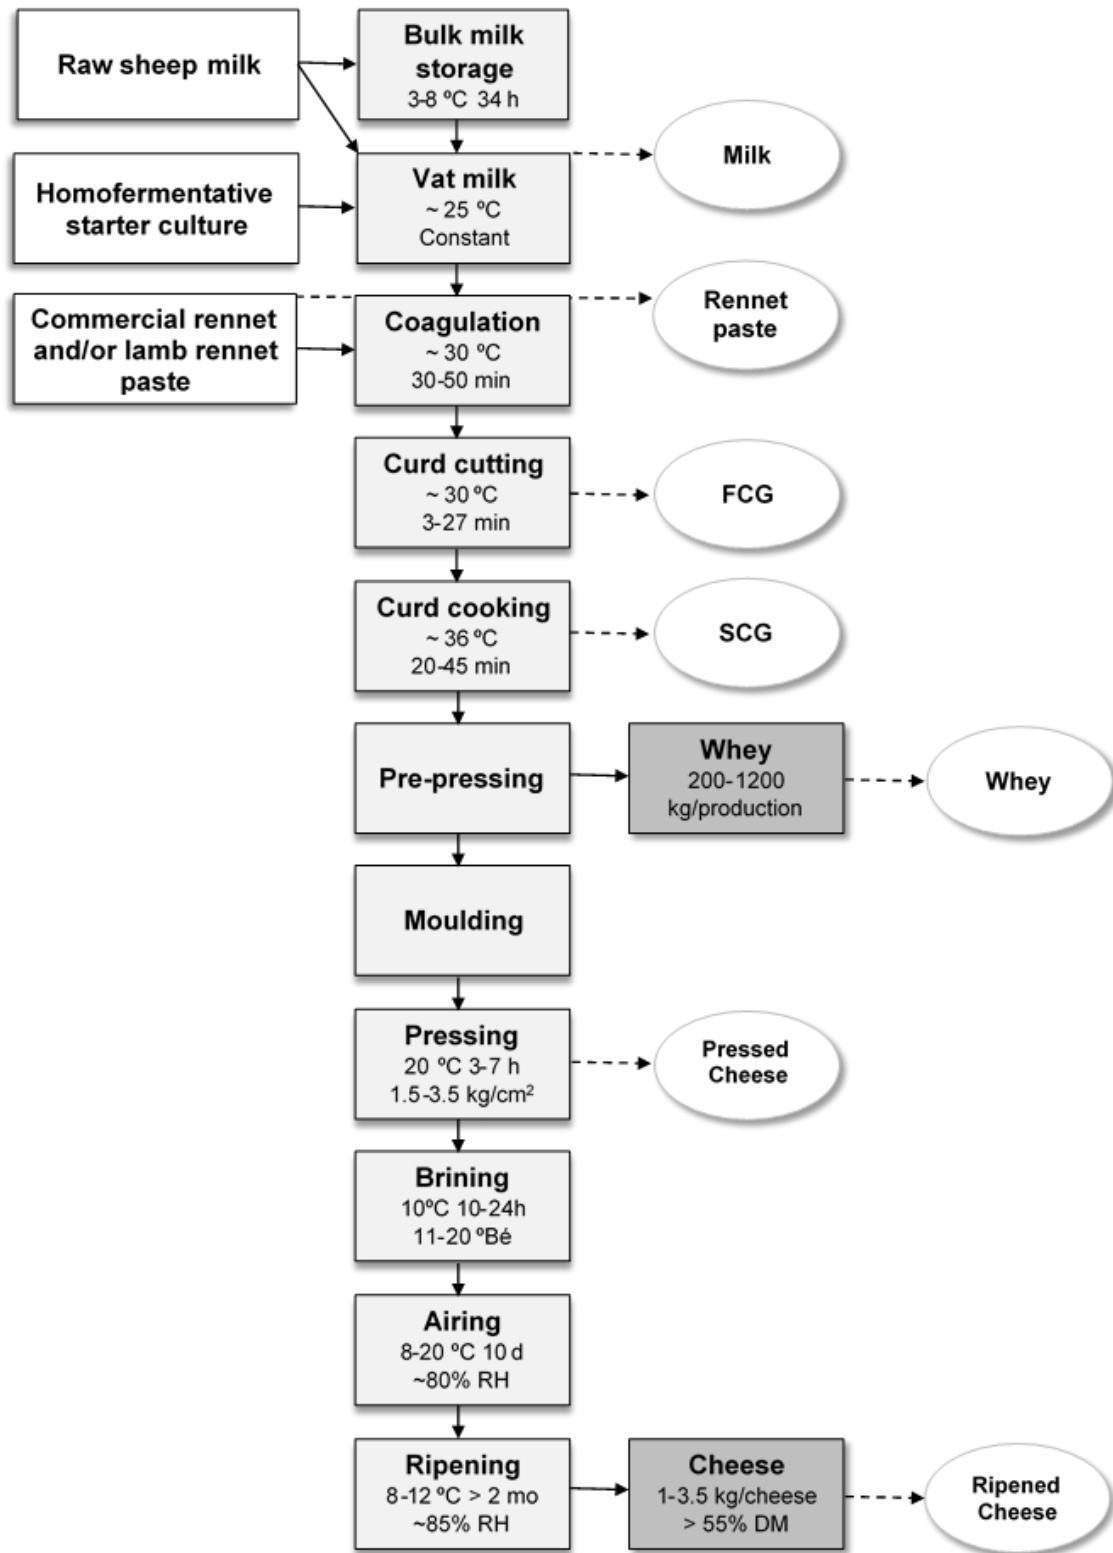 Raw sheep milk
Bulk milk
storage
3-8 ºC 34 h
Homofermentative
starter culture
Vat milk
~ 25 ºC
Constant
Milk
Commercial rennet
and/or lamb rennet
paste
Coagulation
~ 30 ºC
30-50 min
Rennet
paste
Curd cutting
~ 30 ºC
3-27 min
FCG
Curd cooking
~ 36 ºC
20-45 min
SCG
Pre-pressing
Whey
200-1200
kg/production
Whey
Moulding
Pressing
20 ºC 3-7 h
1.5-3.5 kg/cm²
Pressed
Cheese
Brining
10ºC 10-24h
11-20 ºBé
Airing
8-20 ºC 10 d
~80% RH
Ripening
8-12 ºC > 2 mo
~85% RH
Cheese
1-3.5 kg/cheese
> 55% DM
Ripened
Cheese